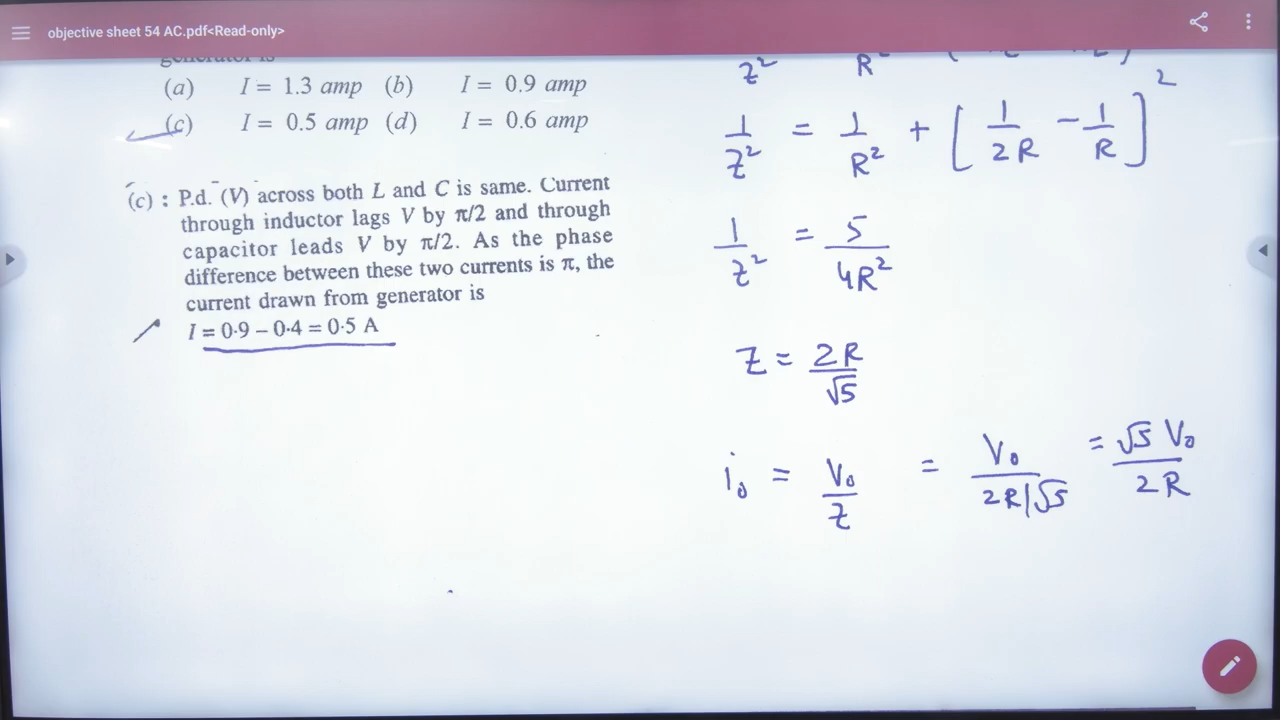 objective sheet 54 AC.pdf<Read-only>
generator is
(a) I = 1.3 amp (b) I = 0.9 amp
(c) I = 0.5 amp (d) I = 0.6 amp
(c) : P.d. (V) across both L and C is same. Current
through inductor lags V by π/2 and through
capacitor leads V by π/2. As the phase
difference between these two currents is π, the
current drawn from generator is
I = 0·9 – 0·4 = 0·5 A
Z² R²
1/Z² = 1/R² + [1/2R - 1/R]²
1/Z² = 5/4R²
Z = 2R/√5
i₀ = V₀/Z = V₀/2R/√5 = √5 V₀/2R